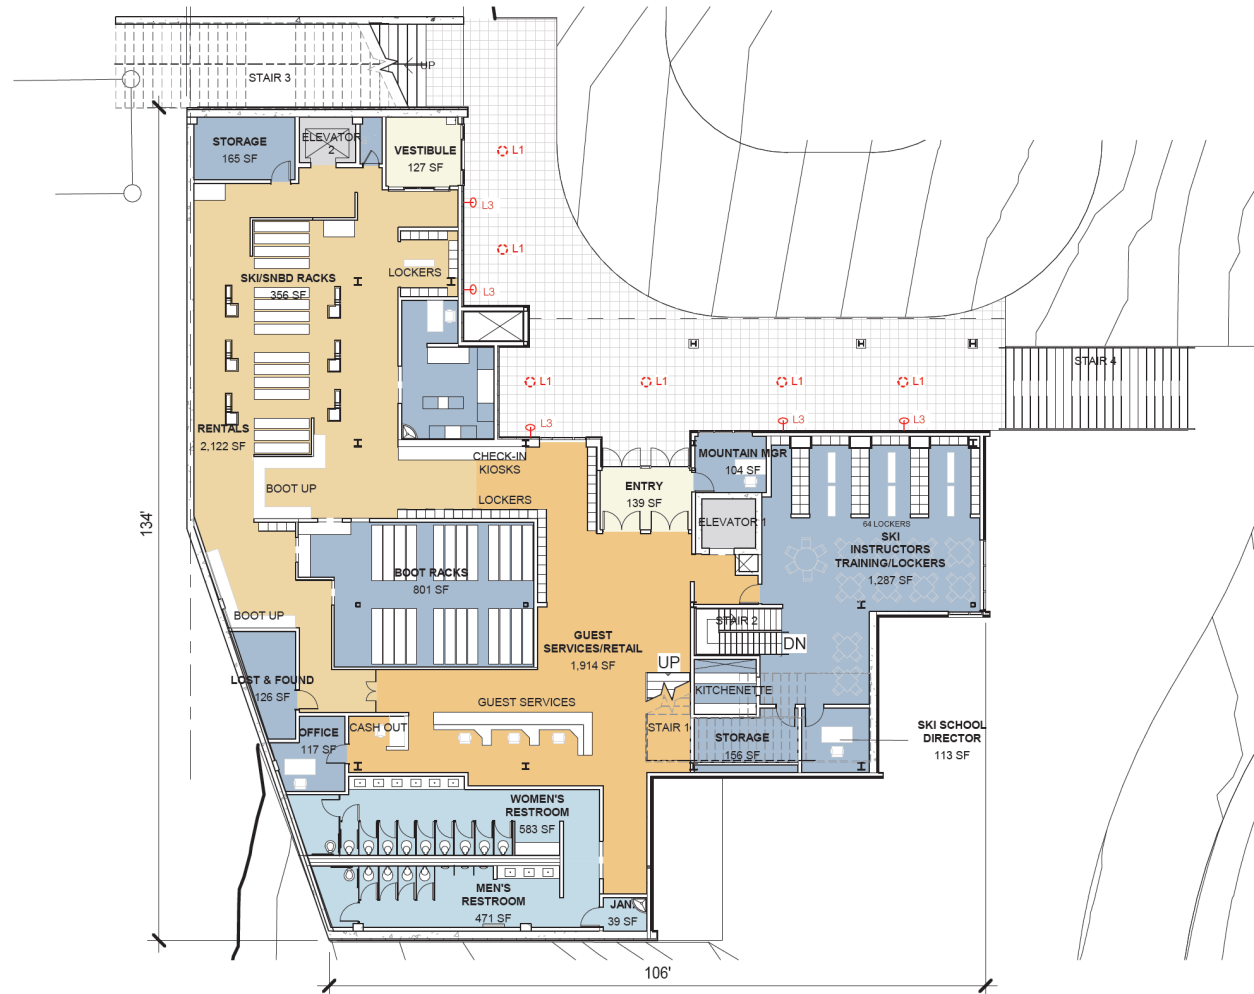 STAIR 3
UP
STORAGE
165 SF
ELEVATOR
2
VESTIBULE
127 SF
L1
L3
L1
LOCKERS
L3
SKI/SNBD RACKS
356 SF
STAIR 4
L1
L1
L1
L1
L3
L3
L3
RENTALS
2,122 SF
CHECK-IN
KIOSKS
MOUNTAIN MGR
104 SF
BOOT UP
LOCKERS
ENTRY
139 SF
134'
ELEVATOR 1
64 LOCKERS
SKI
INSTRUCTORS
TRAINING/LOCKERS
1,287 SF
BOOT RACKS
801 SF
BOOT UP
STAIR 2
DN
GUEST
SERVICES/RETAIL
1,914 SF
UP
LOST & FOUND
126 SF
KITCHENETTE
GUEST SERVICES
OFFICE
117 SF
CASH OUT
STAIR 1
STORAGE
156 SF
SKI SCHOOL
DIRECTOR
113 SF
WOMEN'S
RESTROOM
583 SF
MEN'S
RESTROOM
471 SF
JAN.
39 SF
106'